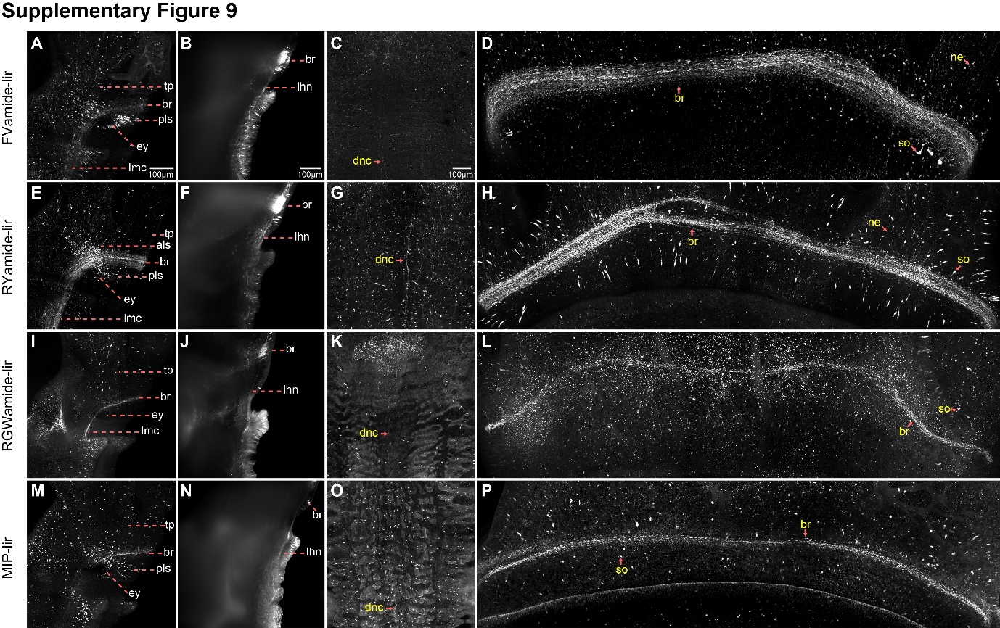 Supplementary Figure 9
FVamide-lir
A
tp
br
pls
ey
lmc
100µm
B
br
lhn
100µm
C
dnc
100µm
D
ne
br
so
RYamide-lir
E
tp
als
br
pls
ey
lmc
F
br
lhn
G
dnc
H
ne
br
so
RGWamide-lir
I
tp
br
ey
lmc
J
br
lhn
K
dnc
L
so
br
MIP-lir
M
tp
br
pls
ey
N
br
lhn
O
dnc
P
br
so